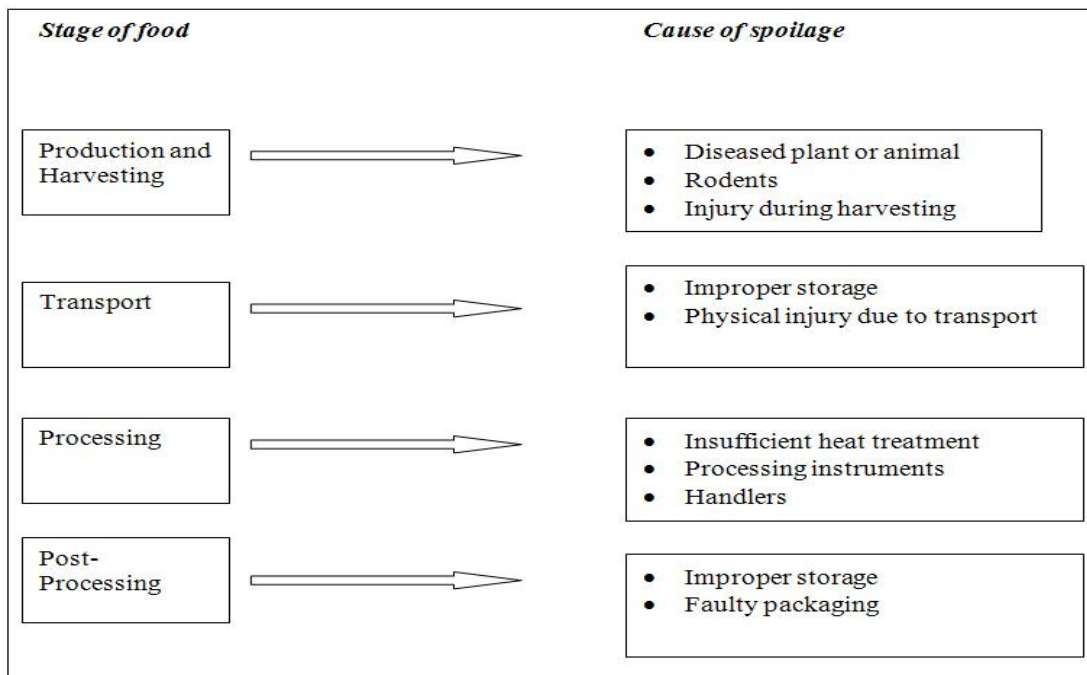 Stage of food
Cause of spoilage
Production and
Harvesting
• Diseased plant or animal
• Rodents
• Injury during harvesting
Transport
• Improper storage
• Physical injury due to transport
Processing
• Insufficient heat treatment
• Processing instruments
• Handlers
Post-
Processing
• Improper storage
• Faulty packaging